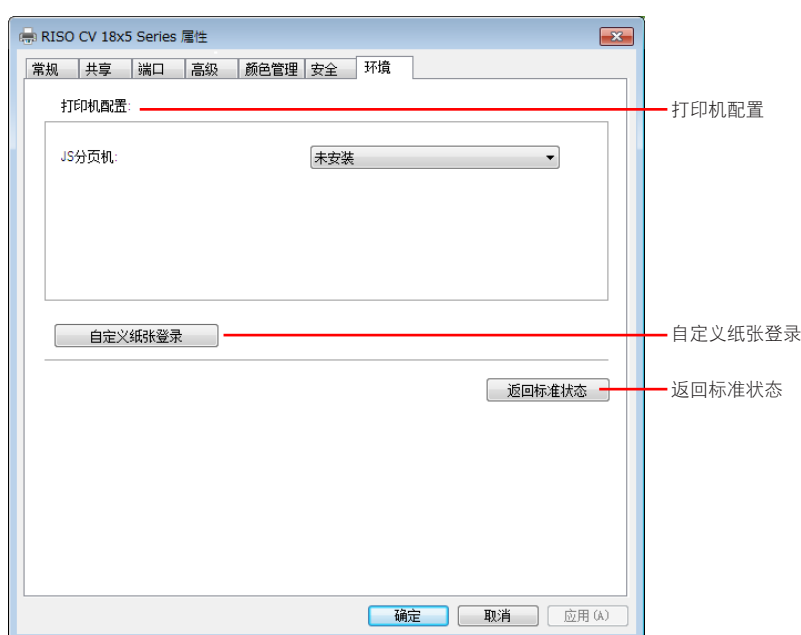 RISO CV 18x5 Series 属性
常规 共享 端口 高级 颜色管理 安全 环境
打印机配置: 打印机配置
JS分页机: 未安装
自定义纸张登录 自定义纸张登录
返回标准状态 返回标准状态
确定 取消 应用(A)